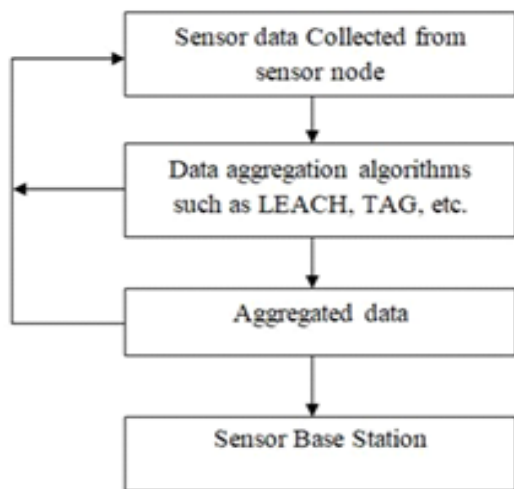 Sensor data Collected from
sensor node
Data aggregation algorithms
such as LEACH, TAG, etc.
Aggregated data
Sensor Base Station